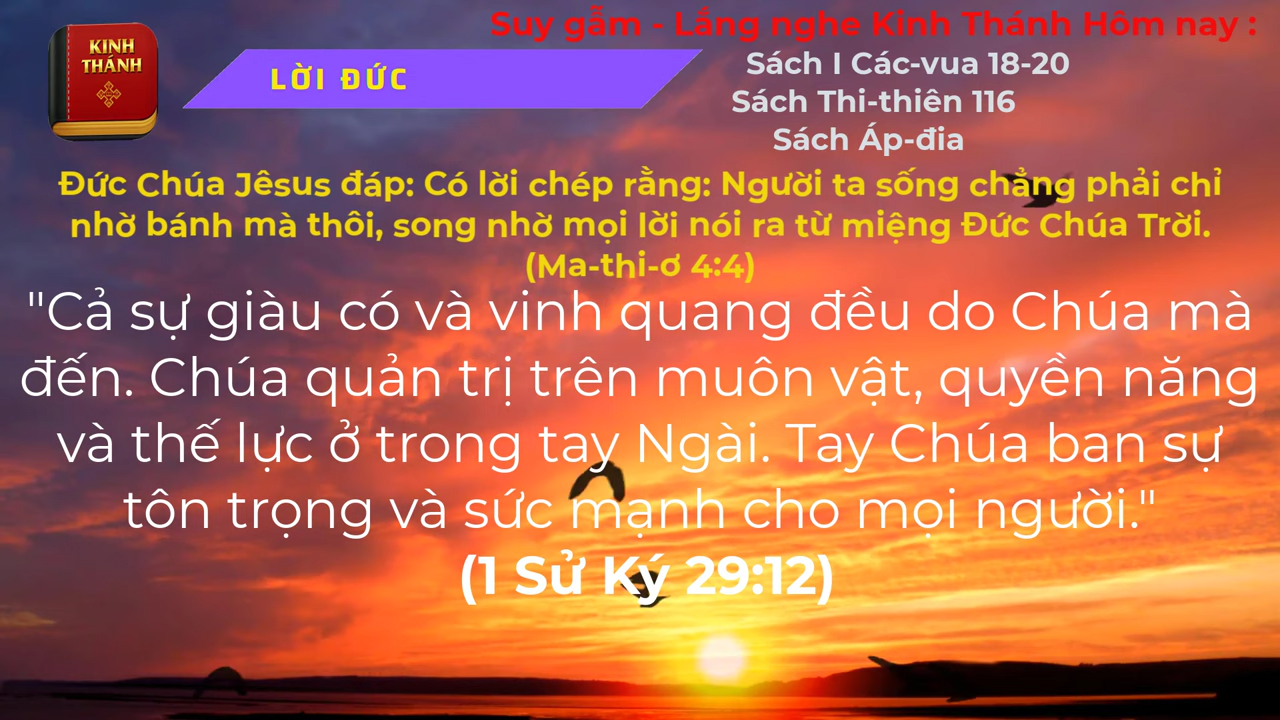 Suy gẫm - Lắng nghe Kinh Thánh Hôm nay :
KINH
THÁNH
LỜI ĐỨC
Sách I Các-vua 18-20
Sách Thi-thiên 116
Sách Áp-đia
Đức Chúa Jêsus đáp: Có lời chép rằng: Người ta sống chẳng phải chỉ
nhờ bánh mà thôi, song nhờ mọi lời nói ra từ miệng Đức Chúa Trời.
(Ma-thi-ơ 4:4)
"Cả sự giàu có và vinh quang đều do Chúa mà
đến. Chúa quản trị trên muôn vật, quyền năng
và thế lực ở trong tay Ngài. Tay Chúa ban sự
tôn trọng và sức mạnh cho mọi người."
(1 Sử Ký 29:12)